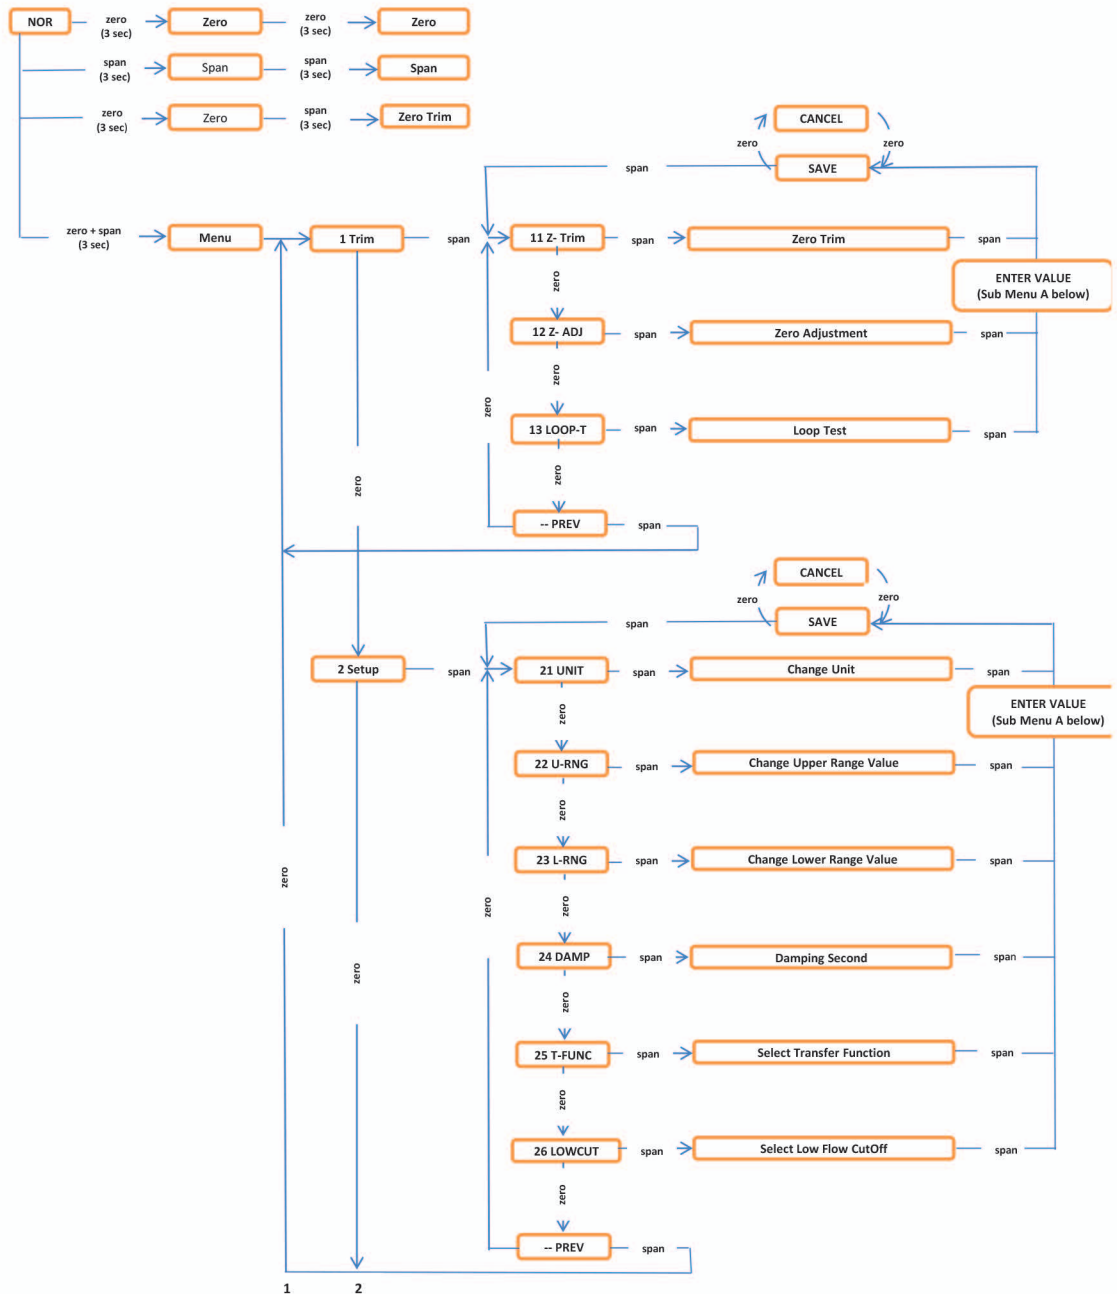 NOR
zero
(3 sec)
Zero
zero
(3 sec)
Zero
span
(3 sec)
Span
span
(3 sec)
Span
zero
(3 sec)
Zero
span
(3 sec)
Zero Trim
CANCEL
zero
zero
SAVE
span
zero + span
(3 sec)
Menu
1 Trim
span
11 Z- Trim
span
Zero Trim
span
ENTER VALUE
(Sub Menu A below)
zero
12 Z- ADJ
span
Zero Adjustment
span
zero
zero
13 LOOP-T
span
Loop Test
span
zero
zero
-- PREV
span
CANCEL
zero
zero
SAVE
span
2 Setup
span
21 UNIT
span
Change Unit
span
ENTER VALUE
(Sub Menu A below)
zero
22 U-RNG
span
Change Upper Range Value
span
zero
23 L-RNG
span
Change Lower Range Value
span
zero
zero
zero
24 DAMP
span
Damping Second
span
zero
zero
25 T-FUNC
span
Select Transfer Function
span
zero
26 LOWCUT
span
Select Low Flow CutOff
span
zero
-- PREV
span
1
2